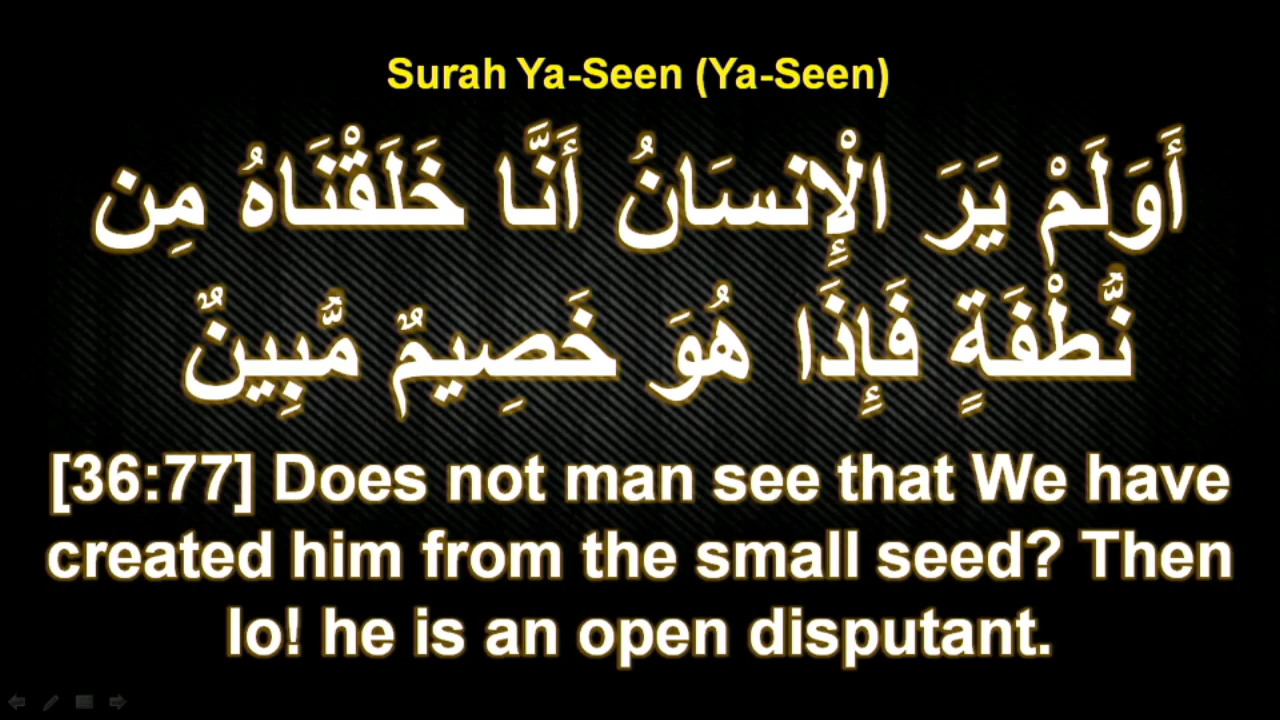 Surah Ya-Seen (Ya-Seen)
أَوَلَمْ يَرَ الْإِنسَانُ أَنَّا خَلَقْنَاهُ مِن
نُّطْفَةٍ فَإِذَا هُوَ خَصِيمٌ مُّبِينٌ
[36:77] Does not man see that We have
created him from the small seed? Then
lo! he is an open disputant.